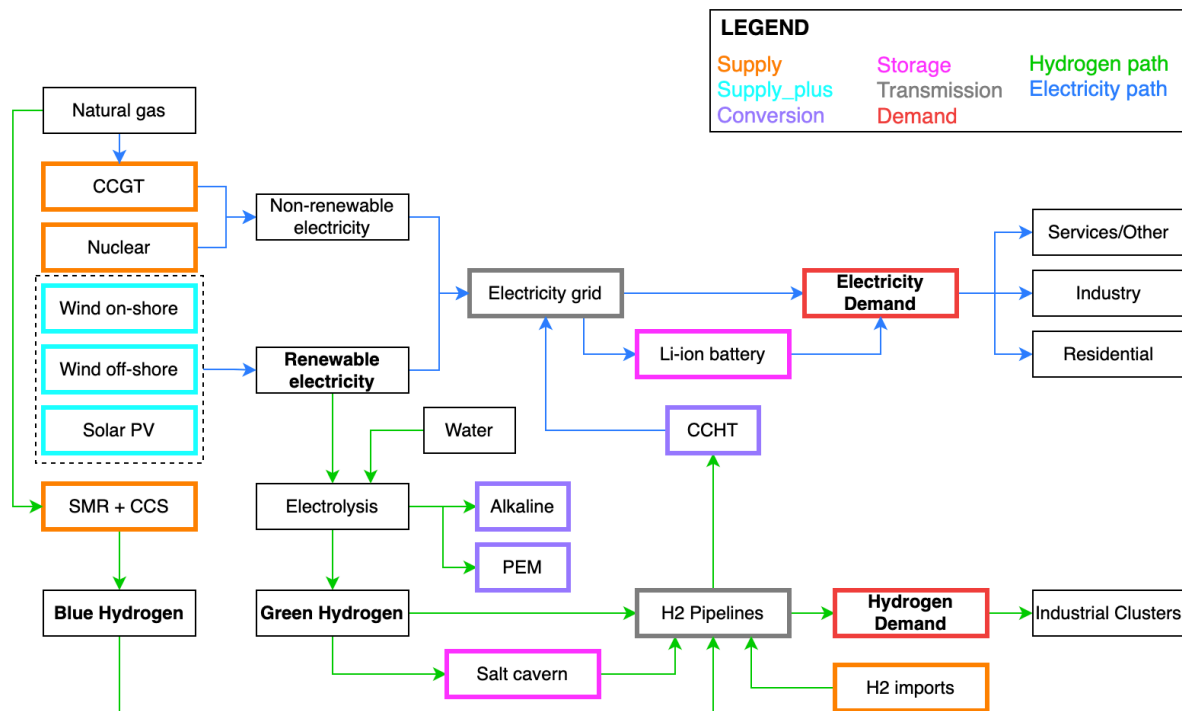 LEGEND
Supply
Storage
Hydrogen path
Supply_plus
Transmission
Electricity path
Conversion
Demand
Natural gas
CCGT
Nuclear
Non-renewable
electricity
Wind on-shore
Wind off-shore
Solar PV
Renewable
electricity
Electricity grid
Li-ion battery
Electricity
Demand
Services/Other
Industry
Residential
Water
CCHT
SMR + CCS
Electrolysis
Alkaline
PEM
Blue Hydrogen
Green Hydrogen
H2 Pipelines
Hydrogen
Demand
Industrial Clusters
Salt cavern
H2 imports